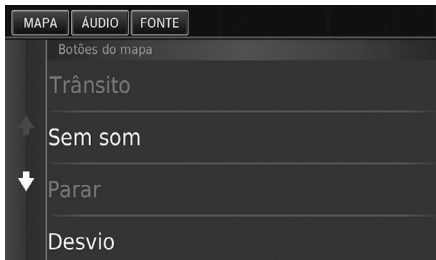 MAPA ÁUDIO FONTE
Botões do mapa
Trânsito
Sem som
Parar
Desvio